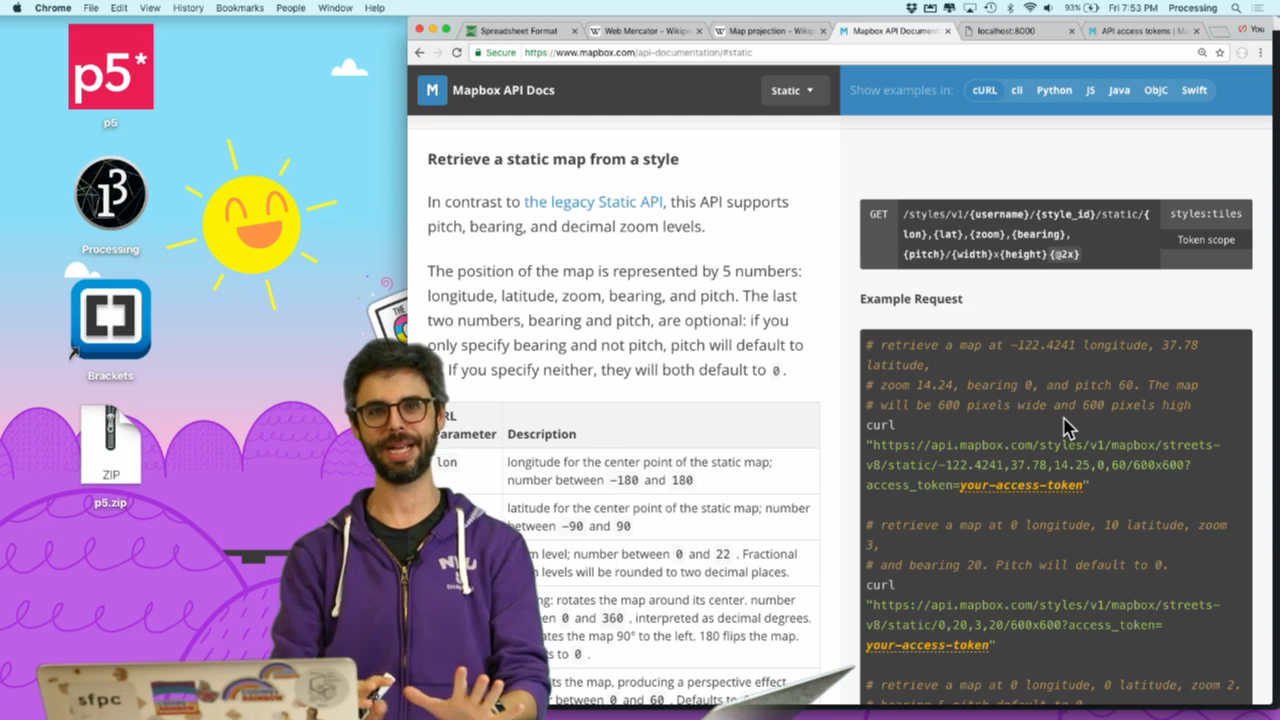 Chrome File Edit View History Bookmarks People Window Help
93% Fri 7:53 PM Processing
Spreadsheet Format
Web Mercator - Wikipe
Map projection - Wikip
Mapbox API Documen
localhost:8000
API access tokens | Ma
You
Secure https://www.mapbox.com/api-documentation/#static
p5*
p5
Processing
Brackets
ZIP
p5.zip
THE
M Mapbox API Docs
Static
Show examples in: cURL cli Python JS Java ObjC Swift
Retrieve a static map from a style
In contrast to the legacy Static API, this API supports
pitch, bearing, and decimal zoom levels.
The position of the map is represented by 5 numbers:
longitude, latitude, zoom, bearing, and pitch. The last
two numbers, bearing and pitch, are optional: if you
only specify bearing and not pitch, pitch will default to
If you specify neither, they will both default to 0.
RL
arameter Description
lon longitude for the center point of the static map;
number between -180 and 180
latitude for the center point of the static map; number
between -90 and 90
level; number between 0 and 22. Fractional
levels will be rounded to two decimal places.
rotates the map around its center. number
0 and 360, interpreted as decimal degrees.
the map 90° to the left. 180 flips the map.
to 0.
the map, producing a perspective effect
between 0 and 60. Defaults to
GET /styles/v1/{username}/{style_id}/static/{
lon},{lat},{zoom},{bearing},
{pitch}/{width}x{height}{@2x}
styles:tiles
Token scope
Example Request
# retrieve a map at -122.4241 longitude, 37.78
latitude,
# zoom 14.24, bearing 0, and pitch 60. The map
# will be 600 pixels wide and 600 pixels high
curl
"https://api.mapbox.com/styles/v1/mapbox/streets-
v8/static/-122.4241,37.78,14.25,0,60/600x600?
access_token=your-access-token"
# retrieve a map at 0 longitude, 10 latitude, zoom
3,
# and bearing 20. Pitch will default to 0.
curl
"https://api.mapbox.com/styles/v1/mapbox/streets-
v8/static/0,20,3,20/600x600?access_token=
your-access-token"
# retrieve a map at 0 longitude, 0 latitude, zoom 2.
NYU
sfpc